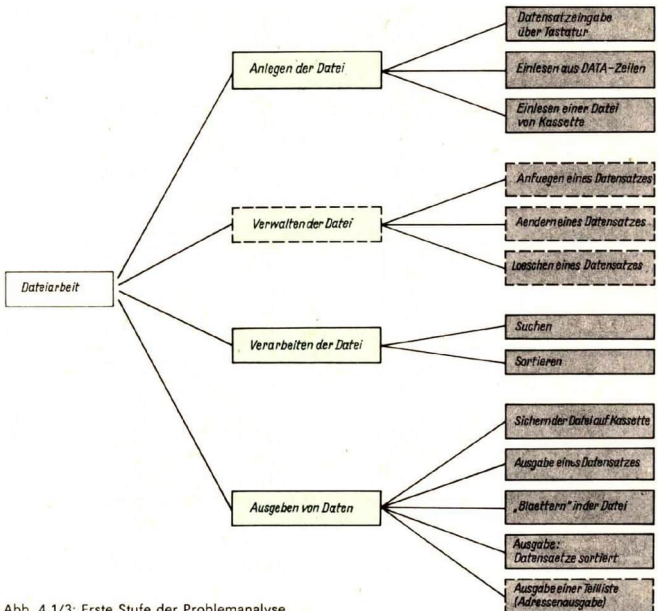 Dateiarbeit
Anlegen der Datei
Datensatzeingabe
über Tastatur
Einlesen aus DATA-Zeilen
Einlesen einer Datei
von Kassette
Verwalten der Datei
Anfuegen eines Datensatzes
Aendern eines Datensatzes
Loeschen eines Datensatzes
Verarbeiten der Datei
Suchen
Sortieren
Ausgeben von Daten
Sichern der Datei auf Kassette
Ausgabe eines Datensatzes
„Blaettern" in der Datei
Ausgabe:
Datensaetze sortiert
Ausgabe einer Teilliste
(Adressenausgabe)
Abb. 4.1/3: Erste Stufe der Problemanalyse